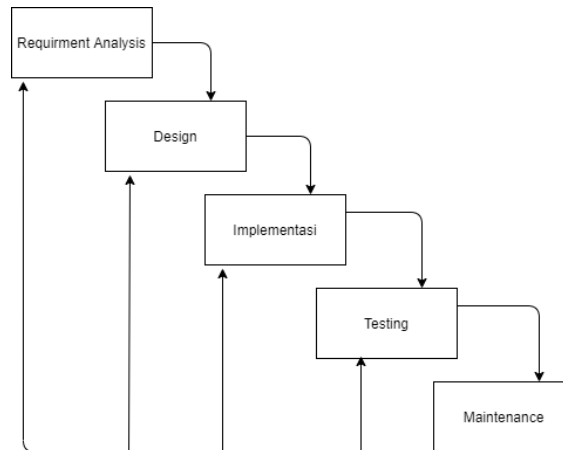 Requirment Analysis
Design
Implementasi
Testing
Maintenance